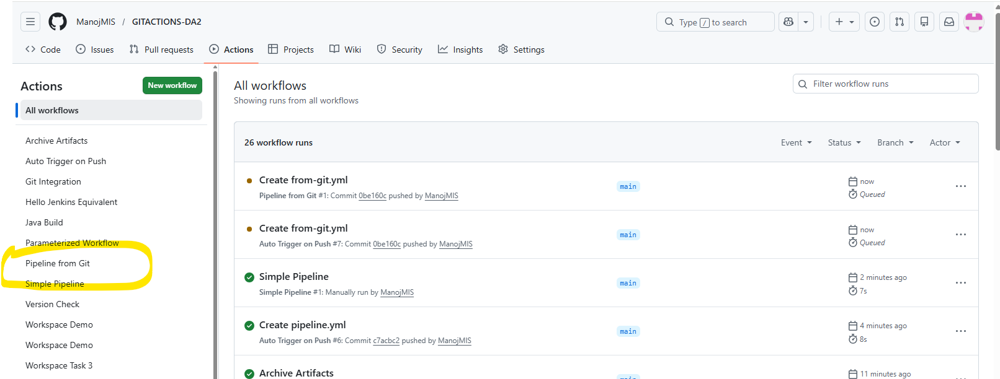 ManojMIS / GITACTIONS-DA2
Type / to search
Code Issues Pull requests Actions Projects Wiki Security Insights Settings
Actions
New workflow
All workflows
Archive Artifacts
Auto Trigger on Push
Git Integration
Hello Jenkins Equivalent
Java Build
Parameterized Workflow
Pipeline from Git
Simple Pipeline
Version Check
Workspace Demo
Workspace Demo
Workspace Task 3
All workflows
Showing runs from all workflows
Filter workflow runs
26 workflow runs
Event Status Branch Actor
Create from-git.yml
Pipeline from Git #1: Commit 0be160c pushed by ManojMIS
main
now
Queued
Create from-git.yml
Auto Trigger on Push #7: Commit 0be160c pushed by ManojMIS
main
now
Queued
Simple Pipeline
Simple Pipeline #1: Manually run by ManojMIS
main
2 minutes ago
7s
Create pipeline.yml
Auto Trigger on Push #6: Commit c7acbc2 pushed by ManojMIS
main
4 minutes ago
8s
Archive Artifacts
main
11 minutes ago